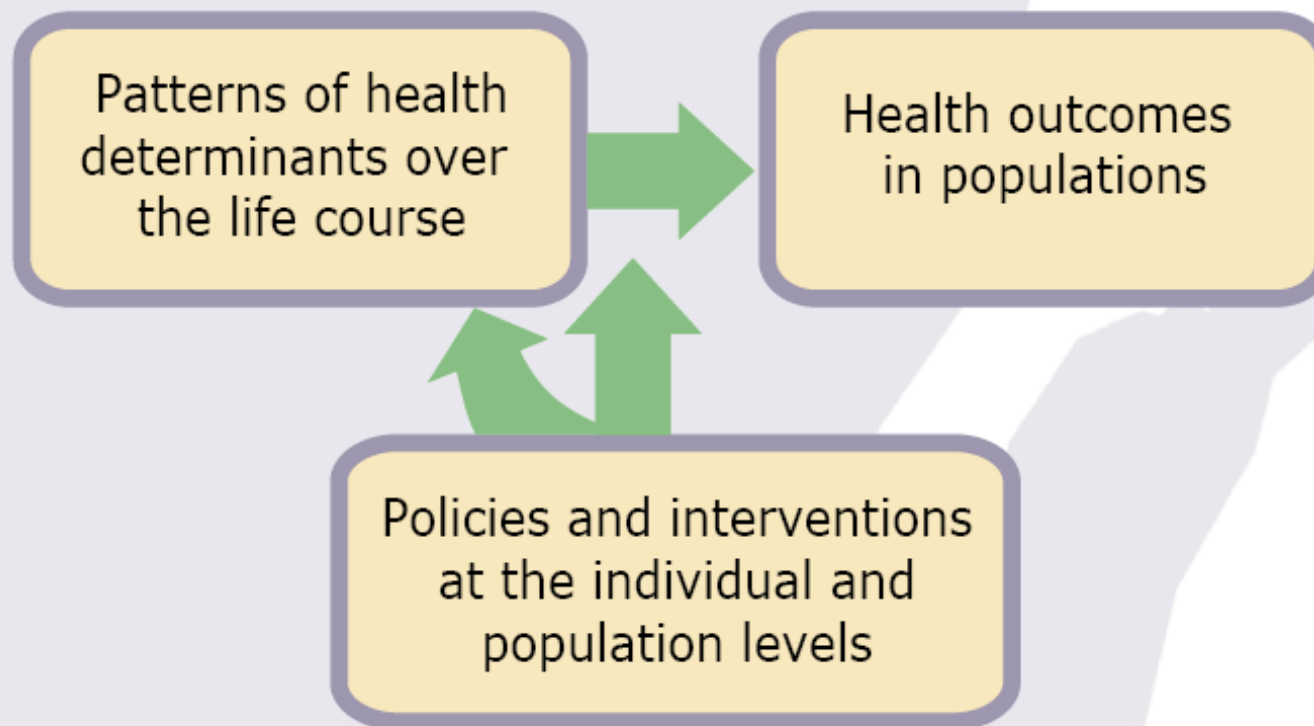 Patterns of health
determinants over
the life course
Health outcomes
in populations
Policies and interventions
at the individual and
population levels